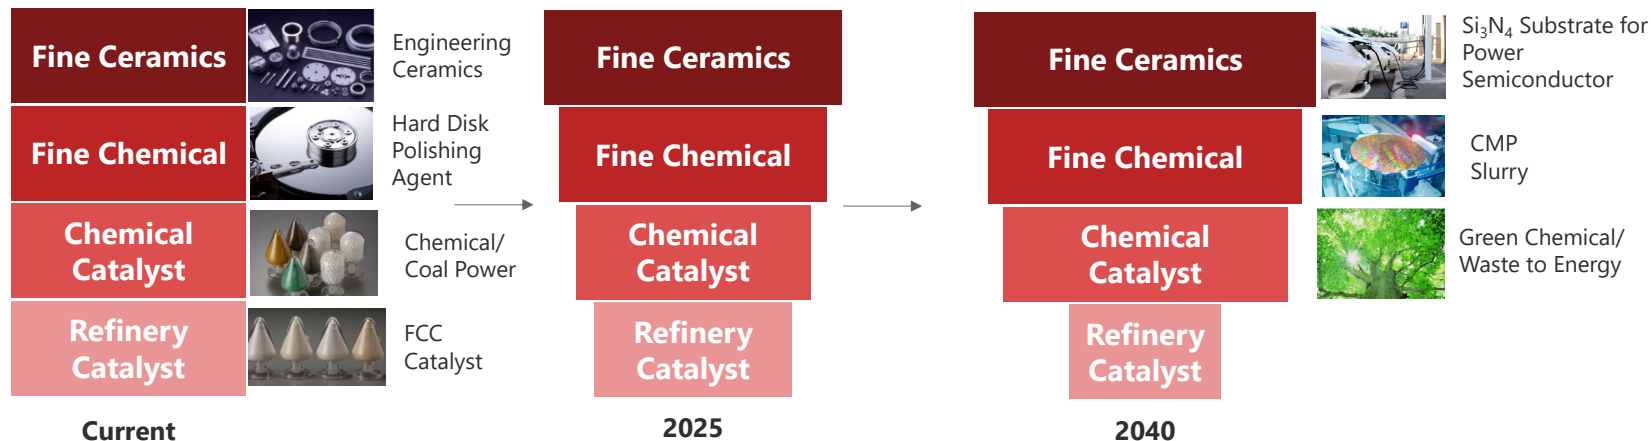 Fine Ceramics
Engineering
Ceramics
Fine Chemical
Hard Disk
Polishing
Agent
Chemical
Catalyst
Chemical/
Coal Power
Refinery
Catalyst
FCC
Catalyst
Current
Fine Ceramics
Fine Chemical
Chemical
Catalyst
Refinery
Catalyst
2025
Fine Ceramics
Si₃N₄ Substrate for
Power
Semiconductor
Fine Chemical
CMP
Slurry
Chemical
Catalyst
Green Chemical/
Waste to Energy
Refinery
Catalyst
2040